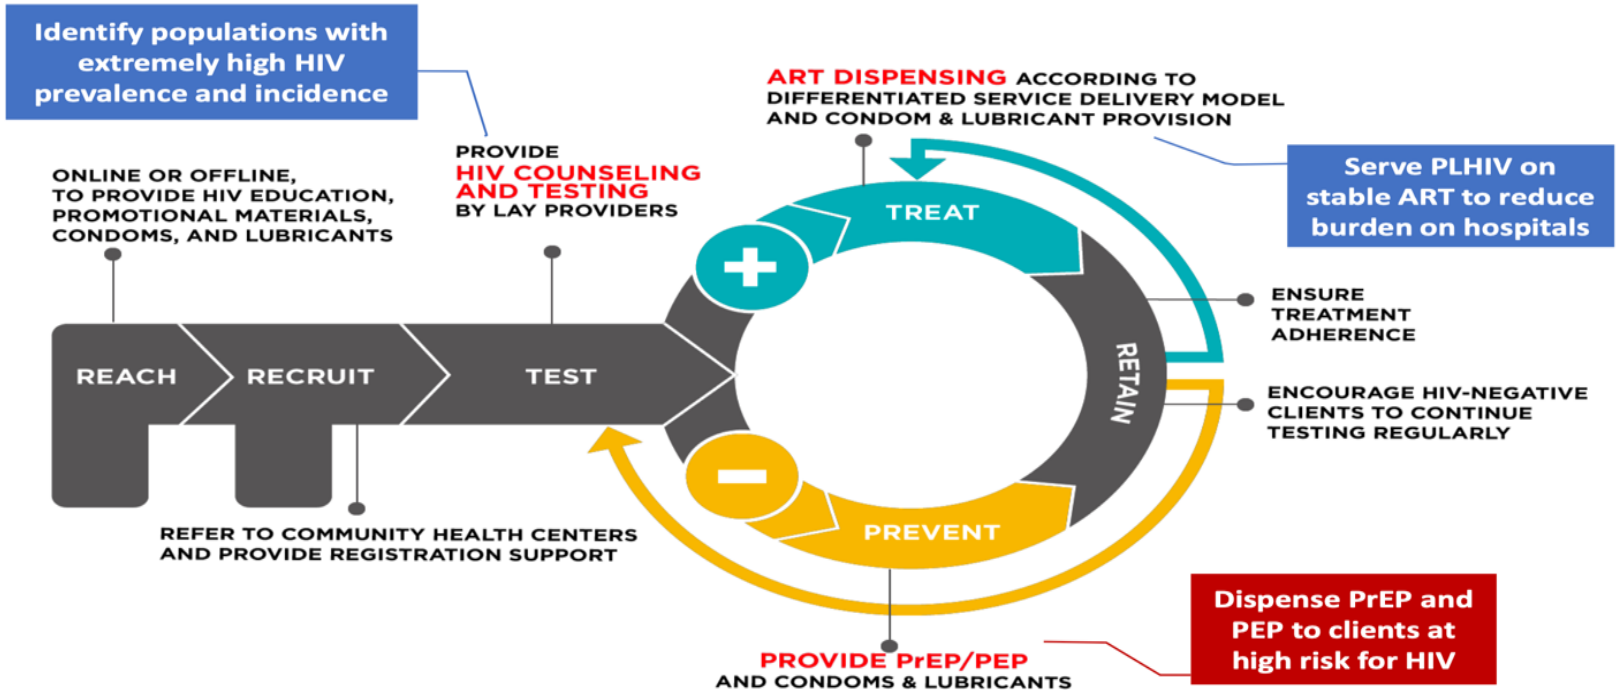 Identify populations with
extremely high HIV
prevalence and incidence
ONLINE OR OFFLINE,
TO PROVIDE HIV EDUCATION,
PROMOTIONAL MATERIALS,
CONDOMS, AND LUBRICANTS
PROVIDE
HIV COUNSELING
AND TESTING
BY LAY PROVIDERS
ART DISPENSING ACCORDING TO
DIFFERENTIATED SERVICE DELIVERY MODEL
AND CONDOM & LUBRICANT PROVISION
Serve PLHIV on
stable ART to reduce
burden on hospitals
TREAT
+
ENSURE
TREATMENT
ADHERENCE
REACH
RECRUIT
TEST
RETAIN
ENCOURAGE HIV-NEGATIVE
CLIENTS TO CONTINUE
TESTING REGULARLY
−
PREVENT
REFER TO COMMUNITY HEALTH CENTERS
AND PROVIDE REGISTRATION SUPPORT
PROVIDE PrEP/PEP
AND CONDOMS & LUBRICANTS
Dispense PrEP and
PEP to clients at
high risk for HIV